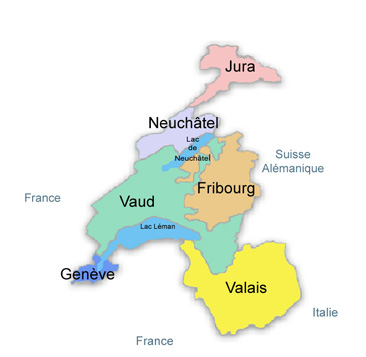 Jura
Neuchâtel
Lac
de
Neuchâtel
Suisse
Alémanique
France
Vaud
Fribourg
Lac Léman
Genève
Valais
Italie
France